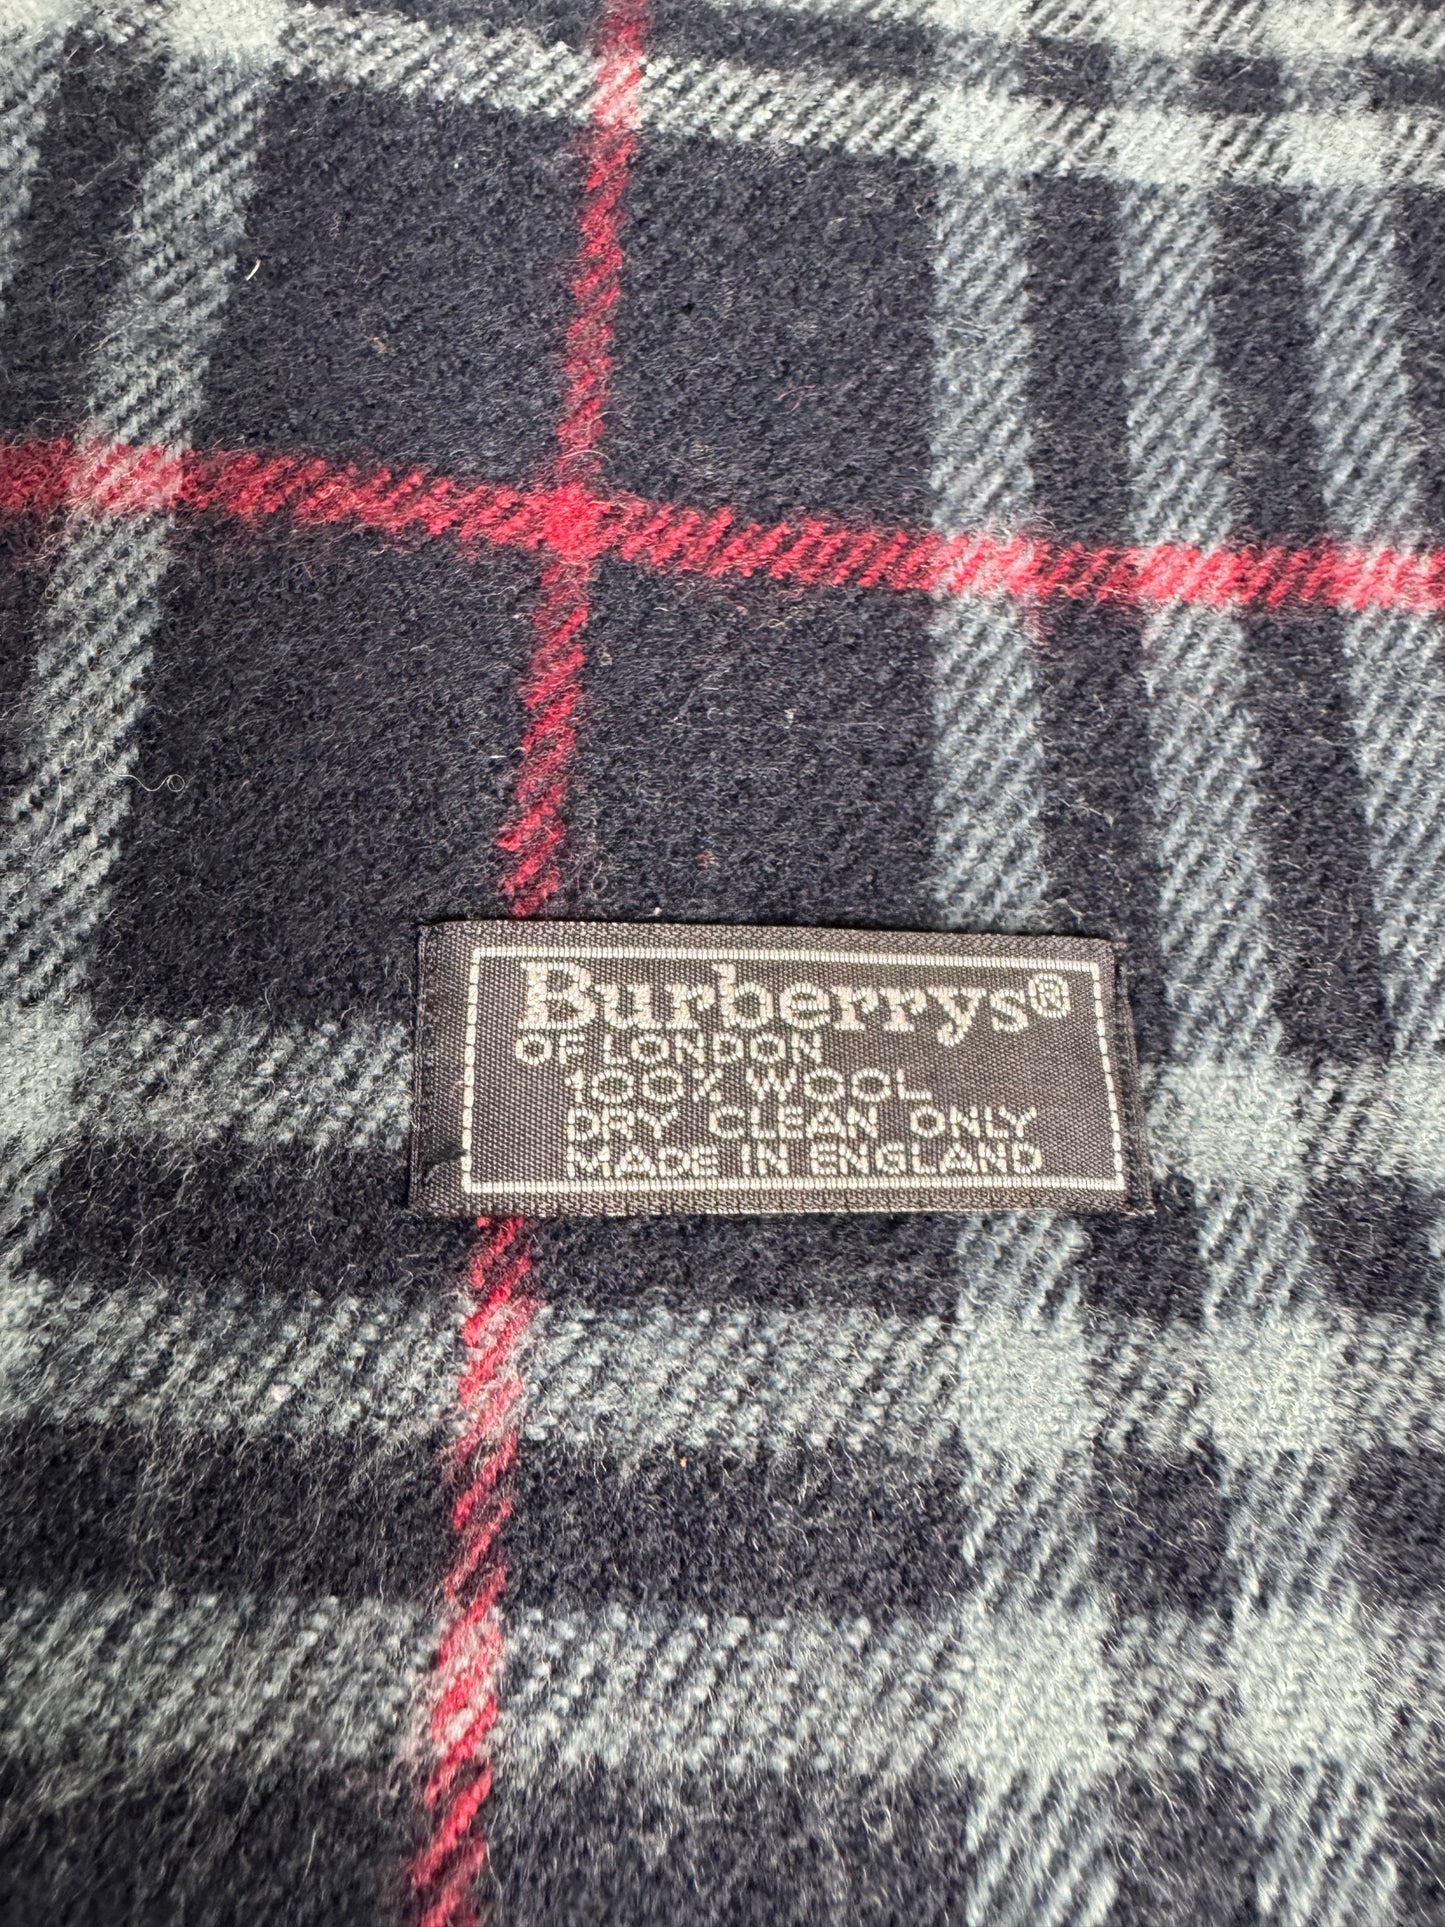 Burberrys®
OF LONDON
100% WOOL
DRY CLEAN ONLY
MADE IN ENGLAND